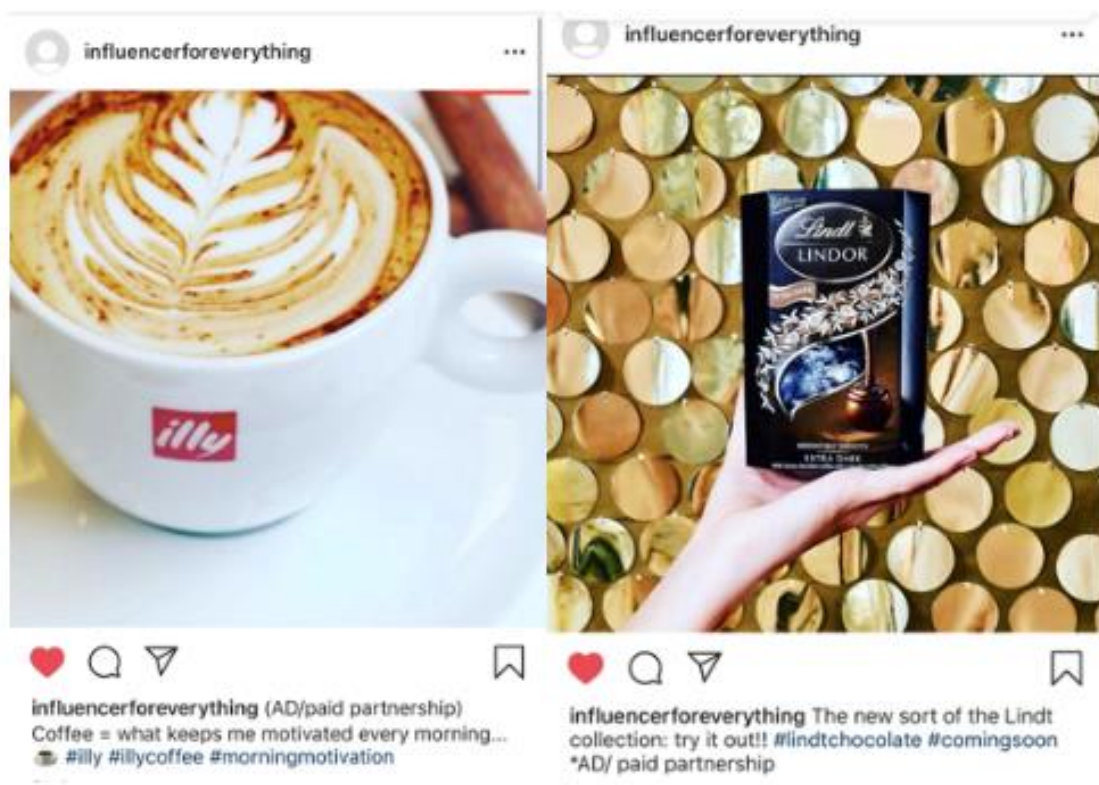 influencerforeverything
illy
influencerforeverything (AD/paid partnership)
Coffee = what keeps me motivated every morning...
#illy #illycoffee #morningmotivation
influencerforeverything
Lindt
LINDOR
EXTRA DARK
influencerforeverything The new sort of the Lindt
collection: try it out!! #lindtchocolate #comingsoon
*AD/ paid partnership